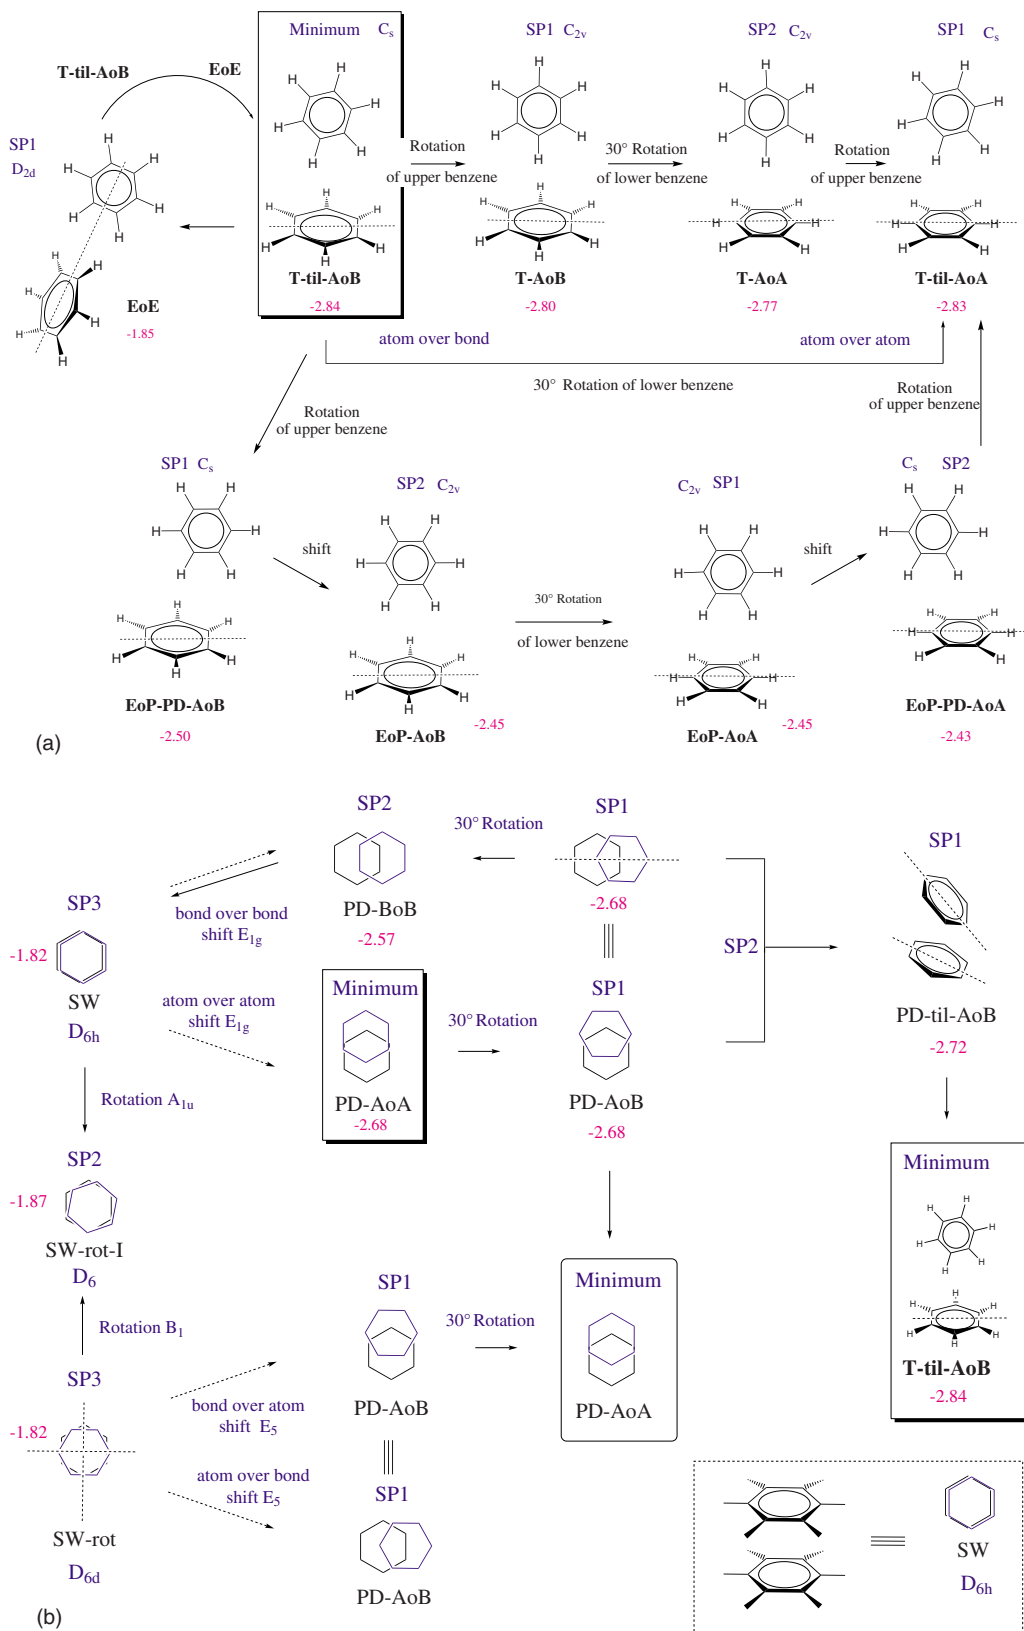 Minimum Cs
SP1 C2v
SP2 C2v
SP1 Cs
T-til-AoB
EoE
H H H H H H
H H H H H H
H H H H H H
H H H H H H
SP1
D2d
H H H H H H
Rotation
of upper benzene
30° Rotation
of lower benzene
Rotation
of upper benzene
H H H H H H
H H H H H H
H H H H H H
H H H H H H
H H H H H H
EoE
-1.85
T-til-AoB
-2.84
T-AoB
-2.80
T-AoA
-2.77
T-til-AoA
-2.83
atom over bond
atom over atom
30° Rotation of lower benzene
Rotation
of upper benzene
Rotation
of upper benzene
SP1 Cs
SP2 C2v
C2v SP1
Cs SP2
H H H H H H
H H H H H H
H H H H H H
H H H H H H
shift
shift
30° Rotation
of lower benzene
H H H H H H
H H H H H H
H H H H H H
H H H H H H
EoP-PD-AoB
-2.50
EoP-AoB
-2.45
EoP-AoA
-2.45
EoP-PD-AoA
-2.43
(a)
SP2
30° Rotation
SP1
SP1
PD-BoB
-2.57
-2.68
SP3
bond over bond
shift E1g
-1.82
SW
D6h
atom over atom
shift E1g
Minimum
PD-AoA
-2.68
30° Rotation
SP1
PD-AoB
-2.68
SP2
PD-til-AoB
-2.72
Rotation A1u
SP2
-1.87
SW-rot-I
D6
Rotation B1
SP3
-1.82
SW-rot
D6d
bond over atom
shift E5
atom over bond
shift E5
SP1
PD-AoB
30° Rotation
Minimum
PD-AoA
SP1
PD-AoB
Minimum
H H H H H H
H H H H H H
T-til-AoB
-2.84
SW
D6h
(b)